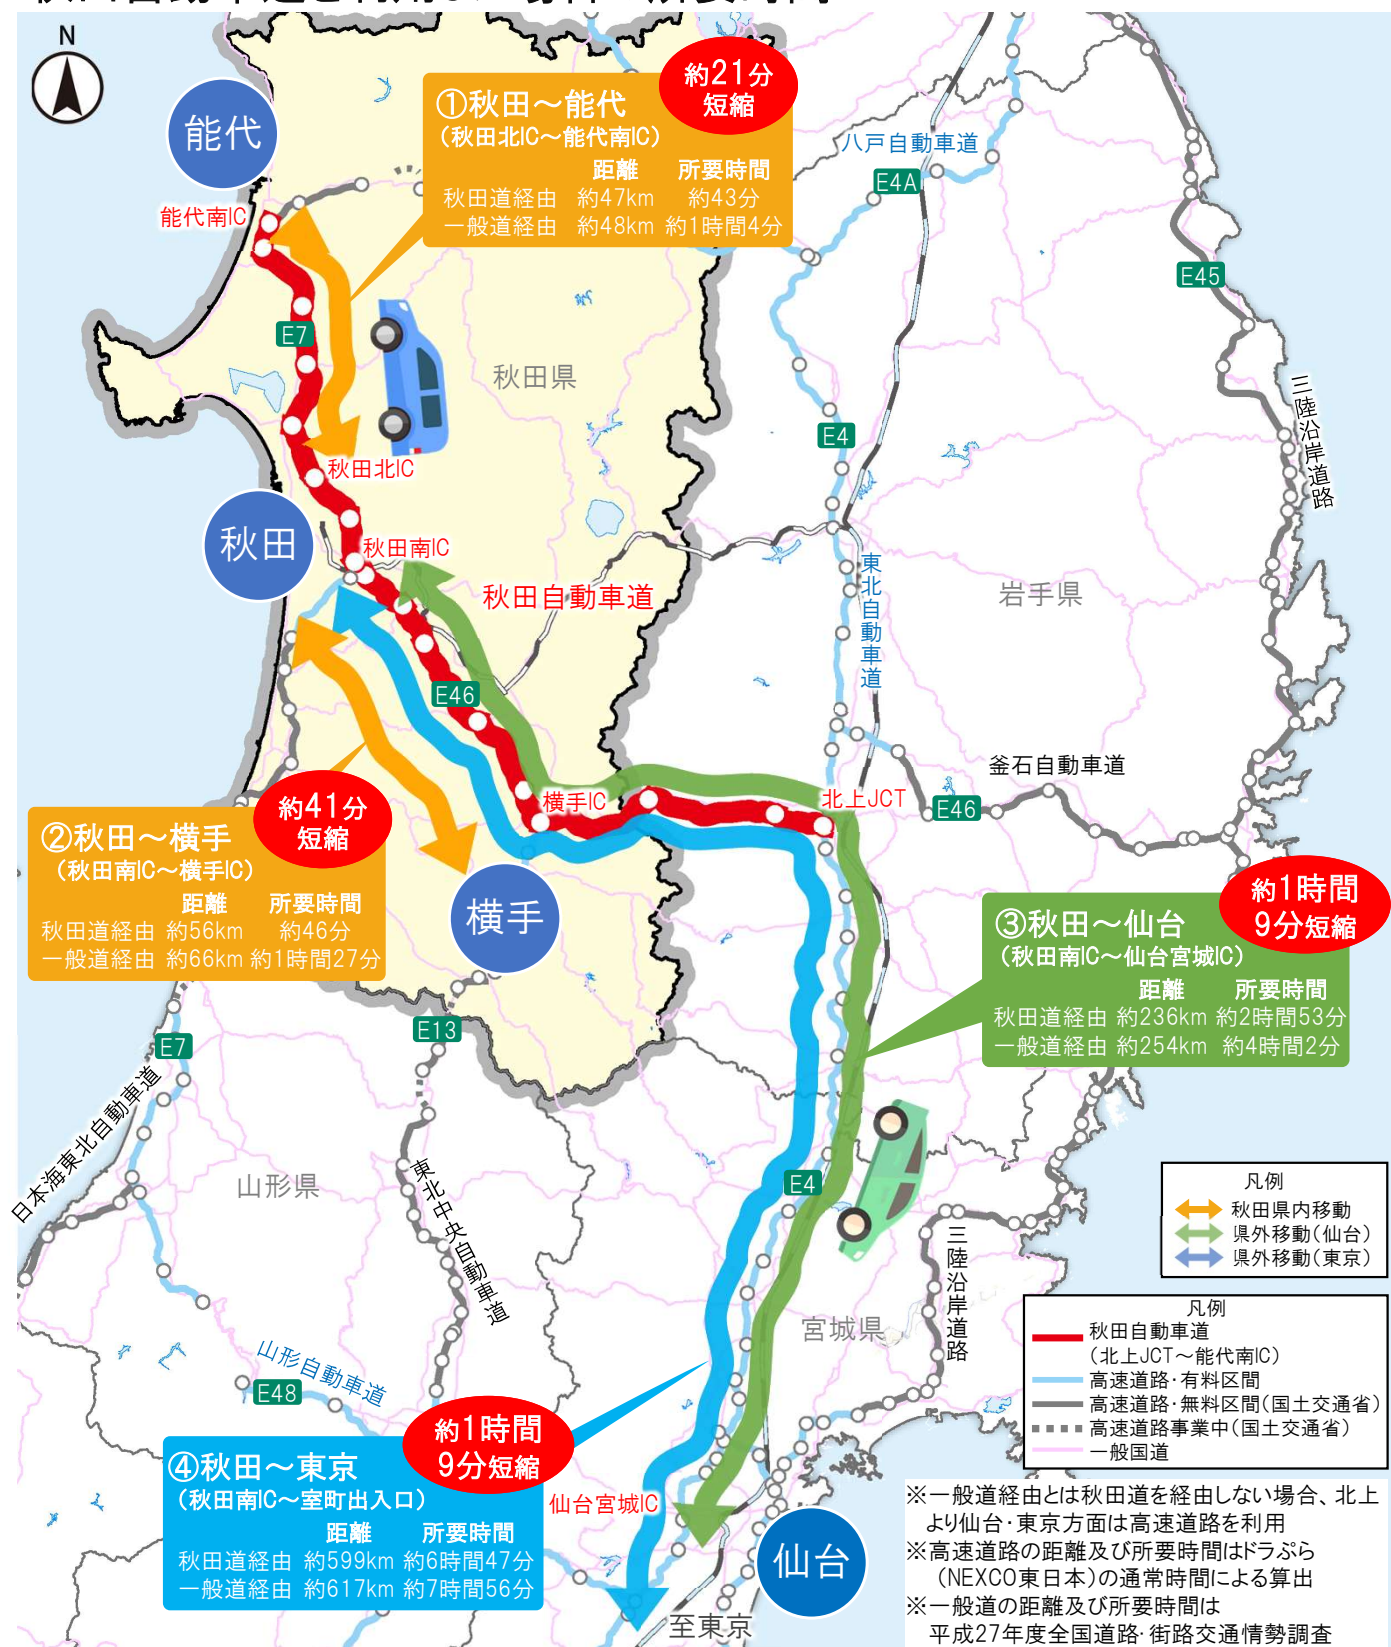 N
能代
①秋田～能代
(秋田北IC～能代南IC)
約21分
短縮
距離 所要時間
秋田道経由 約47km 約43分
一般道経由 約48km 約1時間4分
八戸自動車道
E4A
能代南IC
E45
E7
秋田県
三陸沿岸道路
E4
秋田北IC
秋田
秋田南IC
秋田自動車道
東北自動車道
岩手県
E46
釜石自動車道
横手IC
北上JCT
E46
約41分
短縮
②秋田～横手
(秋田南IC～横手IC)
距離 所要時間
秋田道経由 約56km 約46分
一般道経由 約66km 約1時間27分
横手
約1時間
9分短縮
③秋田～仙台
(秋田南IC～仙台宮城IC)
距離 所要時間
秋田道経由 約236km 約2時間53分
一般道経由 約254km 約4時間2分
E13
E7
日本海東北自動車道
山形県
東北中央自動車道
E4
凡例
秋田県内移動
県外移動(仙台)
県外移動(東京)
三陸沿岸道路
宮城県
凡例
秋田自動車道
(北上JCT～能代南IC)
高速道路･有料区間
高速道路･無料区間(国土交通省)
高速道路事業中(国土交通省)
一般国道
山形自動車道
E48
約1時間
9分短縮
④秋田～東京
(秋田南IC～室町出入口)
距離 所要時間
秋田道経由 約599km 約6時間47分
一般道経由 約617km 約7時間56分
仙台宮城IC
仙台
至東京
※一般道経由とは秋田道を経由しない場合、北上
より仙台･東京方面は高速道路を利用
※高速道路の距離及び所要時間はドラぷら
(NEXCO東日本)の通常時間による算出
※一般道の距離及び所要時間は
平成27年度全国道路･街路交通情勢調査